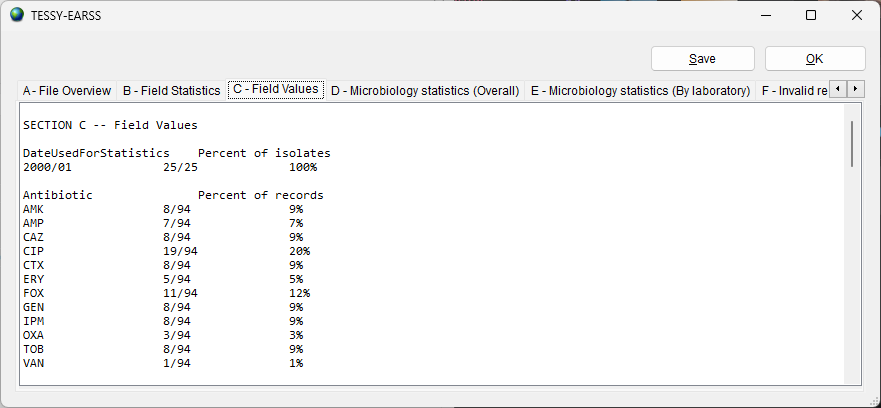 TESSY-EARSS
Save OK
A - File Overview B - Field Statistics C - Field Values D - Microbiology statistics (Overall) E - Microbiology statistics (By laboratory) F - Invalid re
SECTION C -- Field Values
DateUsedForStatistics Percent of isolates
2000/01 25/25 100%
Antibiotic Percent of records
AMK 8/94 9%
AMP 7/94 7%
CAZ 8/94 9%
CIP 19/94 20%
CTX 8/94 9%
ERY 5/94 5%
FOX 11/94 12%
GEN 8/94 9%
IPM 8/94 9%
OXA 3/94 3%
TOB 8/94 9%
VAN 1/94 1%